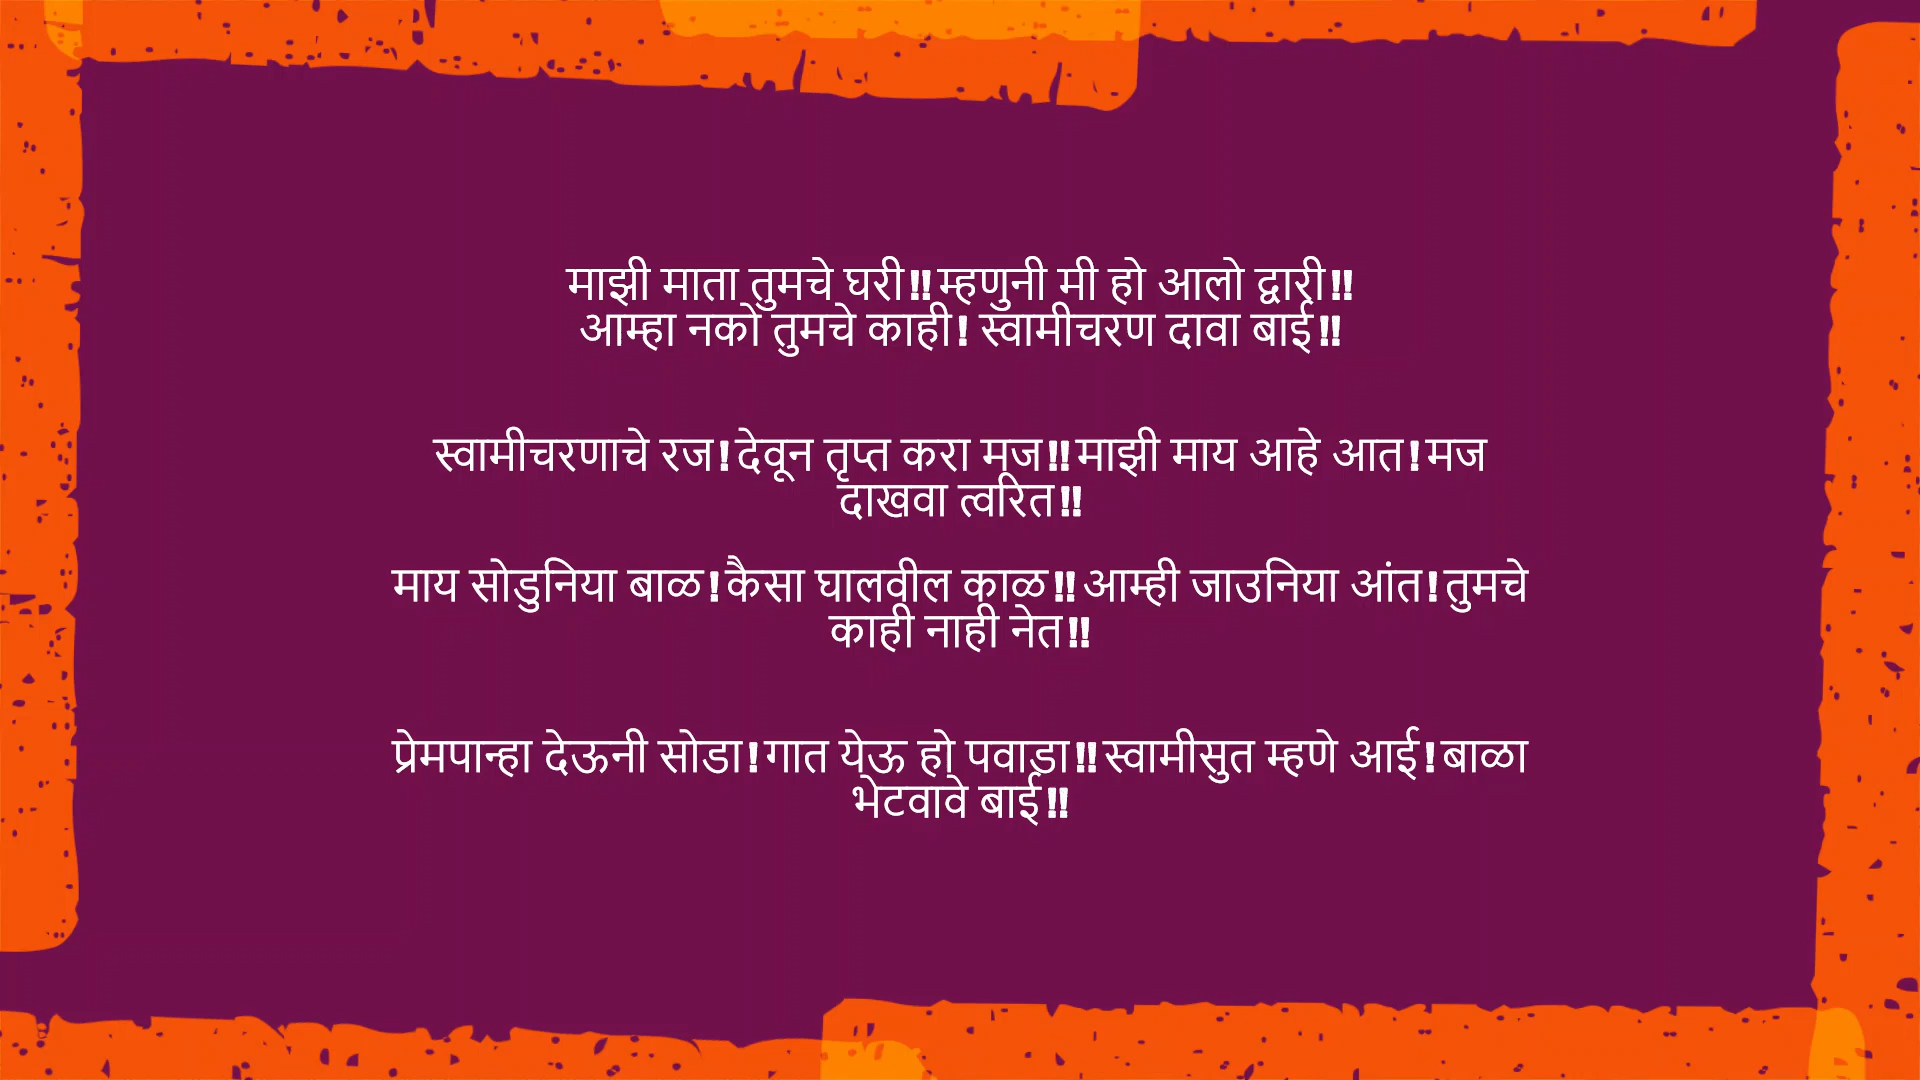 माझी माता तुमचे घरी!!म्हणुनी मी हो आलो द्वारी!!
आम्हा नको तुमचे काही! स्वामीचरण दावा बाई!!
स्वामीचरणाचे रज!देवून तृप्त करा मज!!माझी माय आहे आत!मज
दाखवा त्वरित!!
माय सोडुनिया बाळ!कैसा घालवील काळ!!आम्ही जाउनिया आंत!तुमचे
काही नाही नेत!!
प्रेमपान्हा देऊनी सोडा!गात येऊ हो पवाडा!!स्वामीसुत म्हणे आई!बाळा
भेटवावे बाई!!